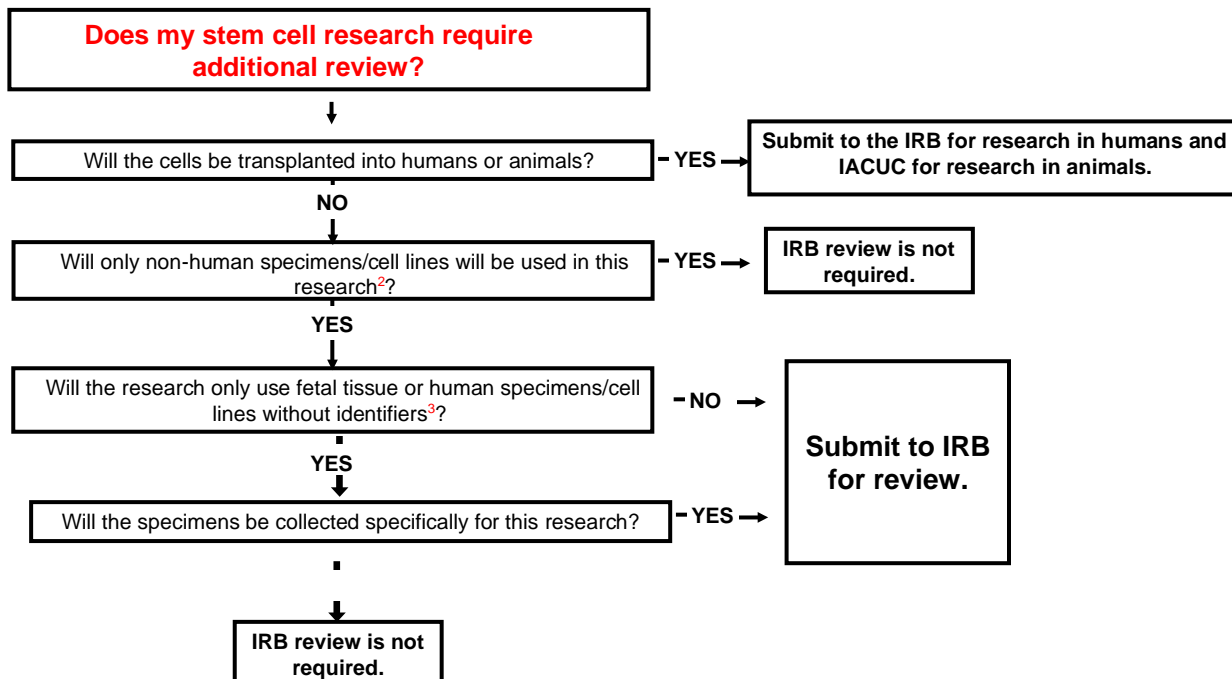 Does my stem cell research require
additional review?
Will the cells be transplanted into humans or animals?
YES
Submit to the IRB for research in humans and
IACUC for research in animals.
NO
Will only non-human specimens/cell lines will be used in this
research²?
YES
IRB review is not
required.
YES
Will the research only use fetal tissue or human specimens/cell
lines without identifiers³?
NO
Submit to IRB
for review.
YES
Will the specimens be collected specifically for this research?
YES
IRB review is not
required.